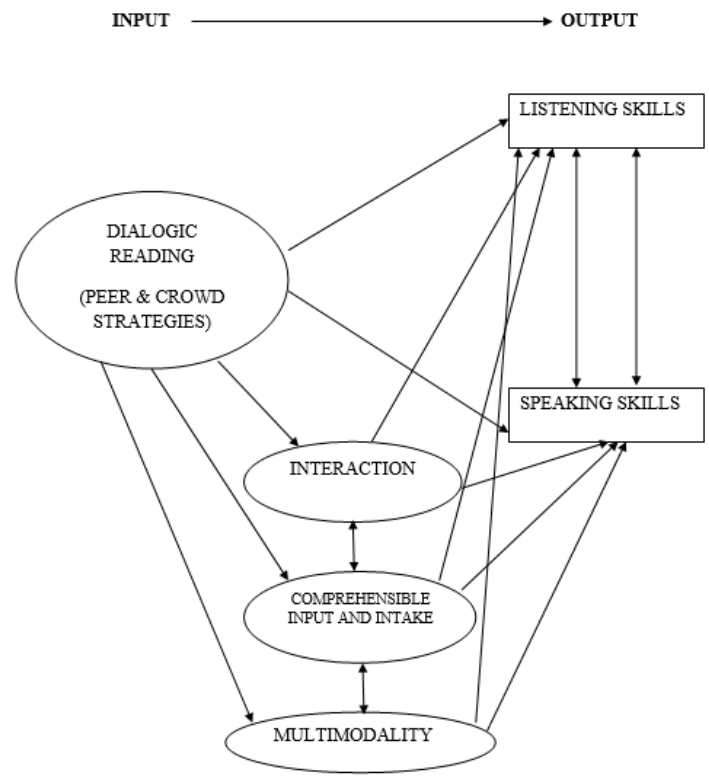 INPUT
OUTPUT
LISTENING SKILLS
DIALOGIC
READING
(PEER & CROWD
STRATEGIES)
SPEAKING SKILLS
INTERACTION
COMPREHENSIBLE
INPUT AND INTAKE
MULTIMODALITY